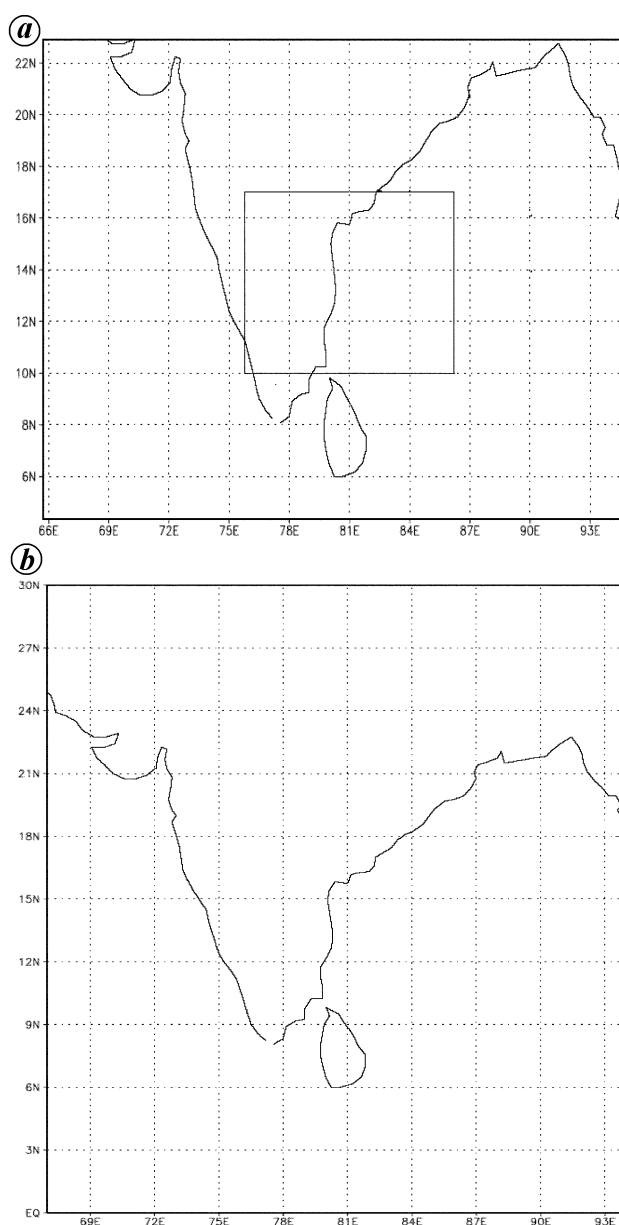 a
22N
20N
18N
16N
14N
12N
10N
8N
6N
66E 69E 72E 75E 78E 81E 84E 87E 90E 93E
b
30N
27N
24N
21N
18N
15N
12N
9N
6N
3N
EQ
69E 72E 75E 78E 81E 84E 87E 90E 93E